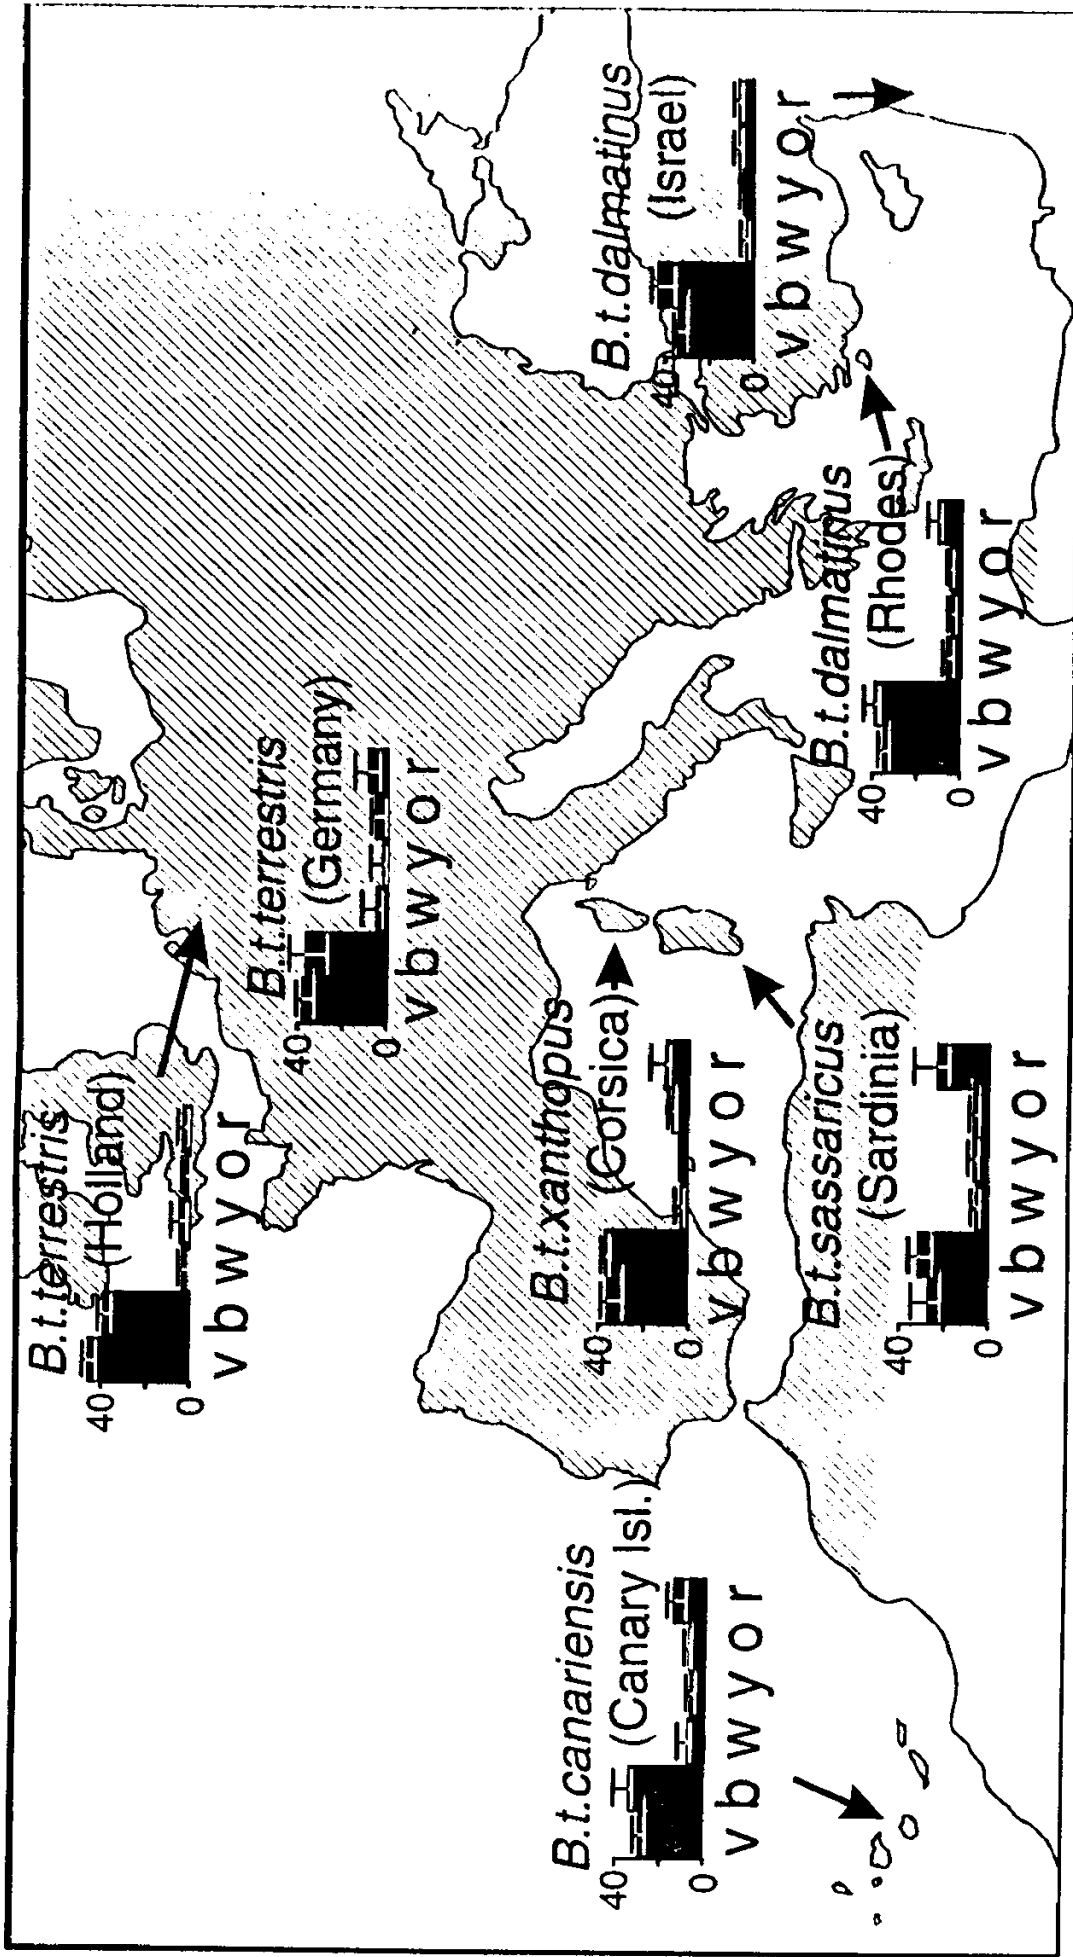 B.t.terrestris
(Holland)
40
0
v b w y o r
B.t.terrestris
(Germany)
40
0
v b w y o r
B.t.dalmatinus
(Israel)
40
0
v b w y o r
B.t.canariensis
(Canary Isl.)
40
0
v b w y o r
B.t.xanthopus
(Corsica)
40
0
v b w y o r
B.t.sassaricus
(Sardinia)
40
0
v b w y o r
B.t.dalmatinus
(Rhodes)
40
0
v b w y o r